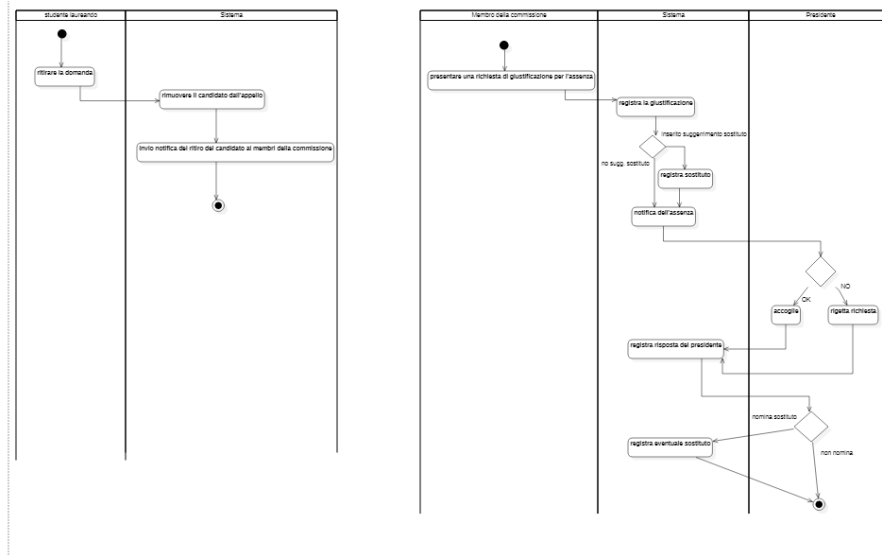 studente laureando
Sistema
ritirare la domanda
rimuovere il candidato dall'appello
invio notifica del ritiro del candidato ai membri della commissione
Membro della commissione
Sistema
Presidente
presentare una richiesta di giustificazione per l'assenza
registra la giustificazione
inserito suggerimento sostituto
no sugg. sostituto
registra sostituto
notifica dell'assenza
OK
NO
accoglie
rigetta richiesta
registra risposta del presidente
nomina sostituto
registra eventuale sostituto
non nomina